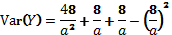 Var(Y) = 48/a² + 8/a + 8/a − (8/a)²